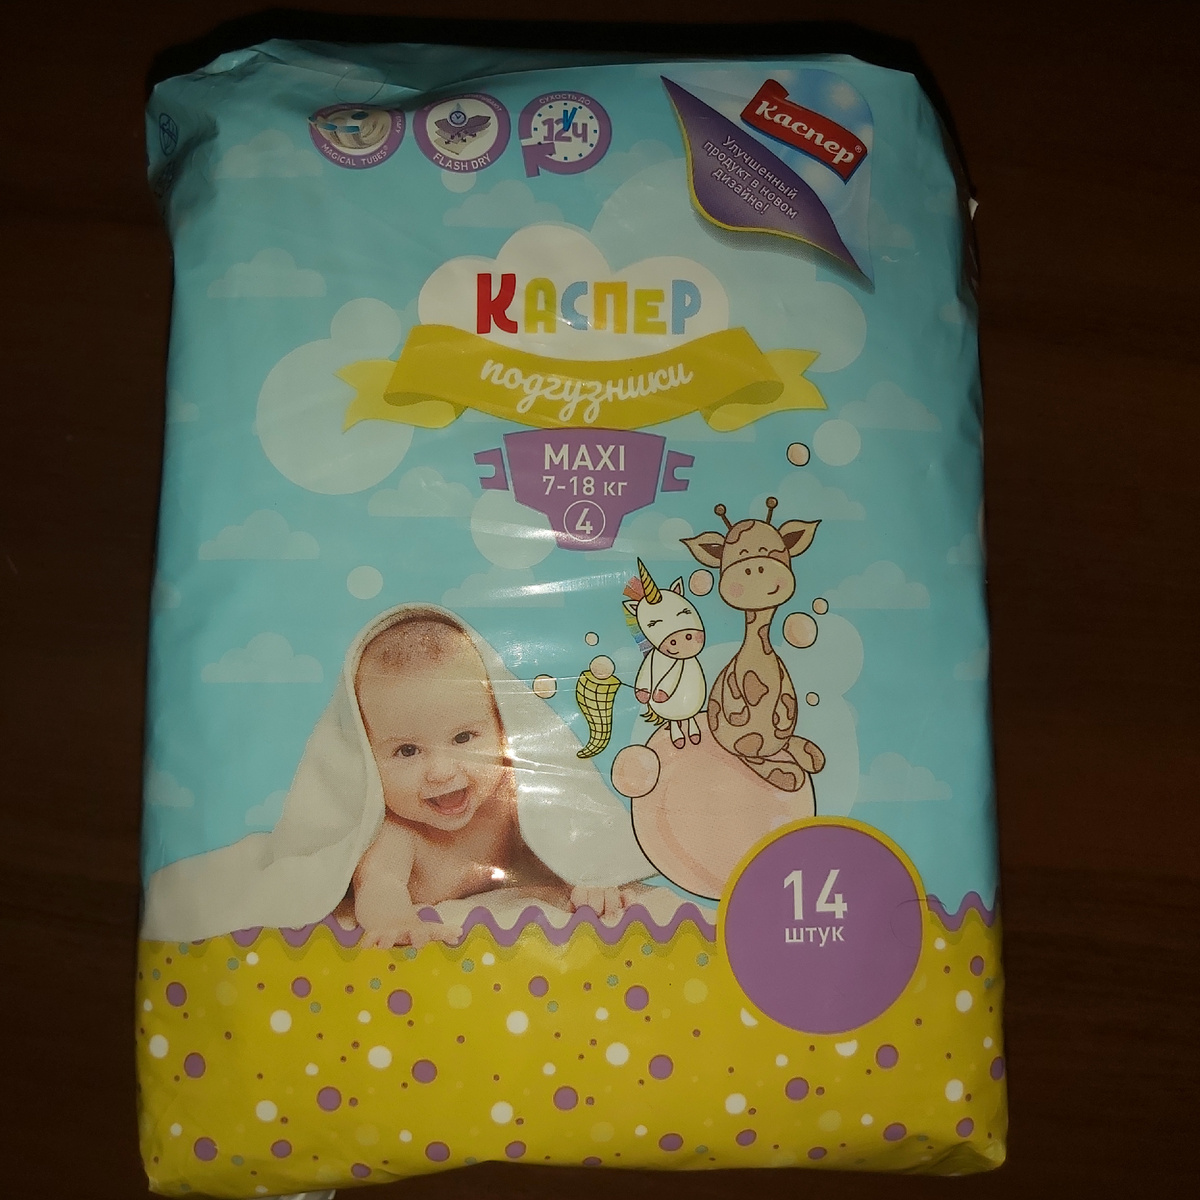 MAGICAL TUBES®
FLASH DRY
СУХОСТЬ ДО
12Ч
Каспер®
Улучшенный
продукт в новом
дизайне!
КАСПЕР
подгузники
MAXI
7-18 кг
4
14
штук